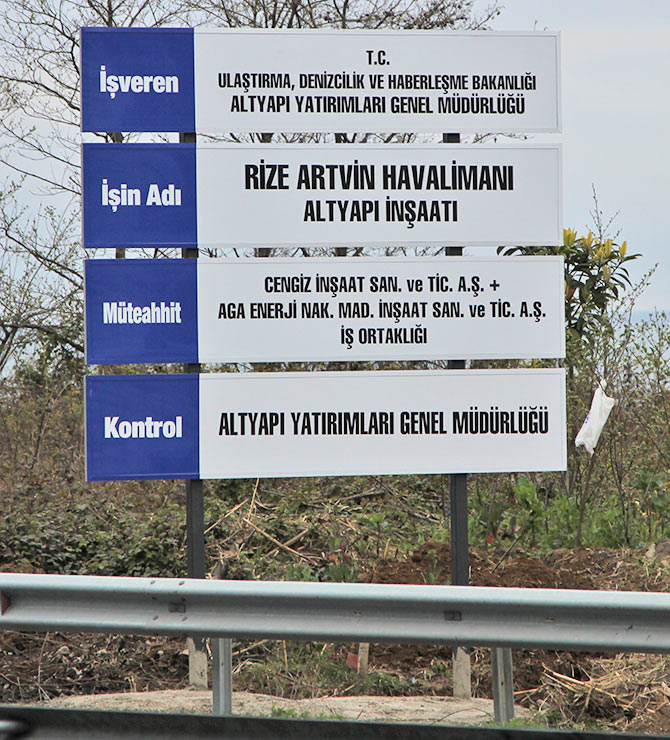 İşveren
T.C.
ULAŞTIRMA, DENİZCİLİK VE HABERLEŞME BAKANLIĞI
ALTYAPI YATIRIMLARI GENEL MÜDÜRLÜĞÜ
İşin Adı
RİZE ARTVİN HAVALİMANI
ALTYAPI İNŞAATI
Müteahhit
CENGİZ İNŞAAT SAN. ve TİC. A.Ş. +
AGA ENERJİ NAK. MAD. İNŞAAT SAN. ve TİC. A.Ş.
İŞ ORTAKLIĞI
Kontrol
ALTYAPI YATIRIMLARI GENEL MÜDÜRLÜĞÜ